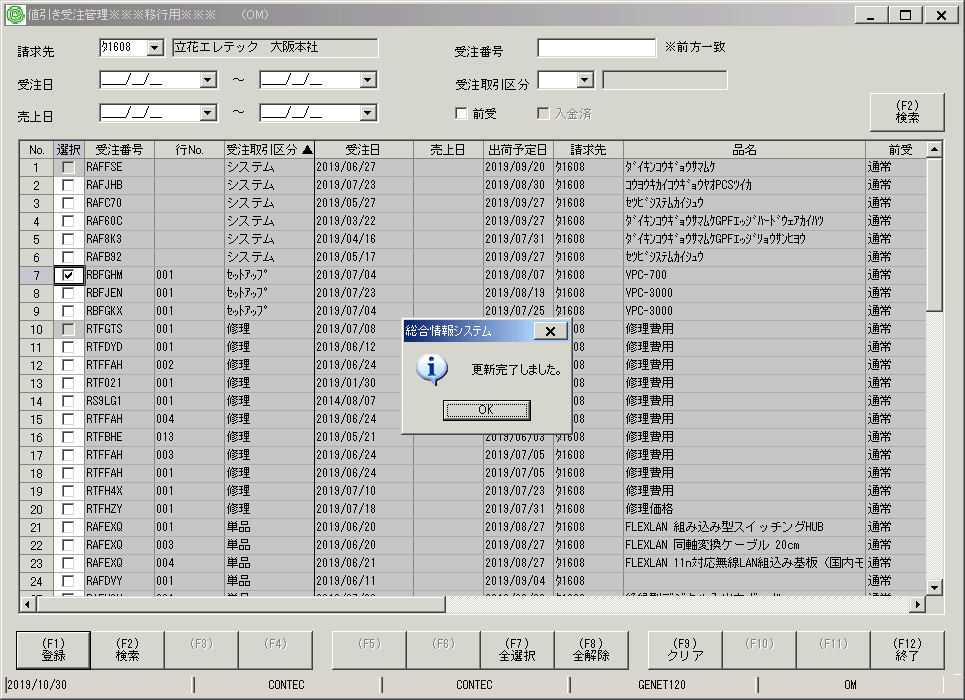 値引き受注管理※※※移行用※※※　（OM）
請求先 ﾀ1608 立花エレテック　大阪本社 受注番号 ※前方一致
受注日 __/_/_ ～ __/_/_ 受注取引区分
売上日 __/_/_ ～ __/_/_ 前受 入金済
(F2)
検索
No. 選択 受注番号 行No. 受注取引区分▲ 受注日 売上日 出荷予定日 請求先 品名 前受
1 RAFFSE システム 2019/06/27 2019/09/20 ﾀ1608 ﾀﾞｲｷﾝｺｳｷﾞｮｳｻﾏﾑｹ 通常
2 RAFJHB システム 2019/07/23 2019/08/30 ﾀ1608 ｺｳﾖｳｷｶｲｺｳｷﾞｮｳﾔｵPCSﾂｲｶ 通常
3 RAFC70 システム 2019/05/27 2019/09/27 ﾀ1608 ｾﾂﾋﾞｼｽﾃﾑｶｲｼｭｳ 通常
4 RAF60C システム 2019/03/22 2019/09/27 ﾀ1608 ﾀﾞｲｷﾝｺｳｷﾞｮｳｻﾏﾑｹGPFｴｯｼﾞﾊｰﾄﾞｳｪｱｶｲﾊﾂ 通常
5 RAF8K3 システム 2019/04/16 2019/07/31 ﾀ1608 ﾀﾞｲｷﾝｺｳｷﾞｮｳｻﾏﾑｹGPFｴｯｼﾞﾘｮｳｻﾝﾋﾖｳ 通常
6 RAFB92 システム 2019/05/17 2019/09/27 ﾀ1608 ｾﾂﾋﾞｼｽﾃﾑｶｲｼｭｳ 通常
7 RBFGHM 001 ｾｯﾄｱｯﾌﾟ 2019/07/04 2019/08/07 ﾀ1608 VPC-700 通常
8 RBFJEN 001 ｾｯﾄｱｯﾌﾟ 2019/07/23 2019/08/19 ﾀ1608 VPC-3000 通常
9 RBFGKX 001 ｾｯﾄｱｯﾌﾟ 2019/07/04 2019/07/25 ﾀ1608 VPC-3000 通常
10 RTFGTS 001 修理 2019/07/08 修理費用 通常
11 RTFDYD 001 修理 2019/06/12 修理費用 通常
12 RTFFAH 002 修理 2019/06/24 修理費用 通常
13 RTF021 001 修理 2019/01/30 修理費用 通常
14 RS9LG1 001 修理 2014/08/07 修理費用 通常
15 RTFFAH 004 修理 2019/06/24 修理費用 通常
16 RTFBHE 013 修理 2019/05/21 2019/06/03 ﾀ1608 修理費用 通常
17 RTFFAH 003 修理 2019/06/24 2019/07/05 ﾀ1608 修理費用 通常
18 RTFFAH 001 修理 2019/06/24 2019/07/05 ﾀ1608 修理費用 通常
19 RTFH4X 001 修理 2019/07/10 2019/07/23 ﾀ1608 修理費用 通常
20 RTFHZY 001 修理 2019/07/18 2019/07/31 ﾀ1608 修理価格 通常
21 RAFEXQ 001 単品 2019/06/20 2019/08/27 ﾀ1608 FLEXLAN 組み込み型スイッチングHUB 通常
22 RAFEXQ 003 単品 2019/06/20 2019/08/27 ﾀ1608 FLEXLAN 同軸変換ケーブル 20cm 通常
23 RAFEXQ 004 単品 2019/06/21 2019/08/27 ﾀ1608 FLEXLAN 11n対応無線LAN組込み基板（国内モ 通常
24 RAFDVY 001 単品 2019/06/11 2019/09/04 ﾀ1608 通常
総合情報システム
更新完了しました。
OK
(F1) (F2) (F3) (F4) (F5) (F6) (F7) (F8) (F9) (F10) (F11) (F12)
登録 検索 全選択 全解除 クリア 終了
2019/10/30 CONTEC CONTEC GENET120 OM